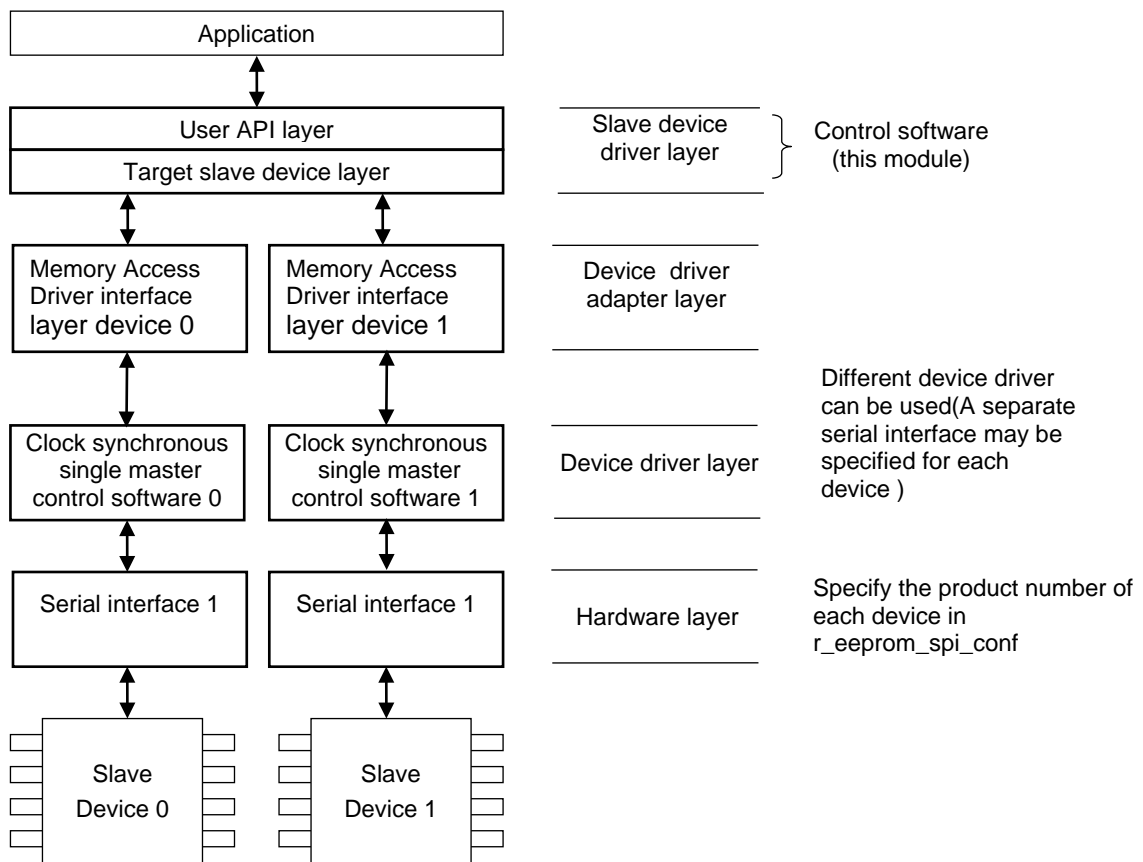 Application
User API layer
Target slave device layer
Slave device
driver layer
Control software
(this module)
Memory Access
Driver interface
layer device 0
Memory Access
Driver interface
layer device 1
Device driver
adapter layer
Different device driver
can be used(A separate
serial interface may be
specified for each
device )
Clock synchronous
single master
control software 0
Clock synchronous
single master
control software 1
Device driver layer
Serial interface 1
Serial interface 1
Hardware layer
Specify the product number of
each device in
r_eeprom_spi_conf
Slave
Device 0
Slave
Device 1